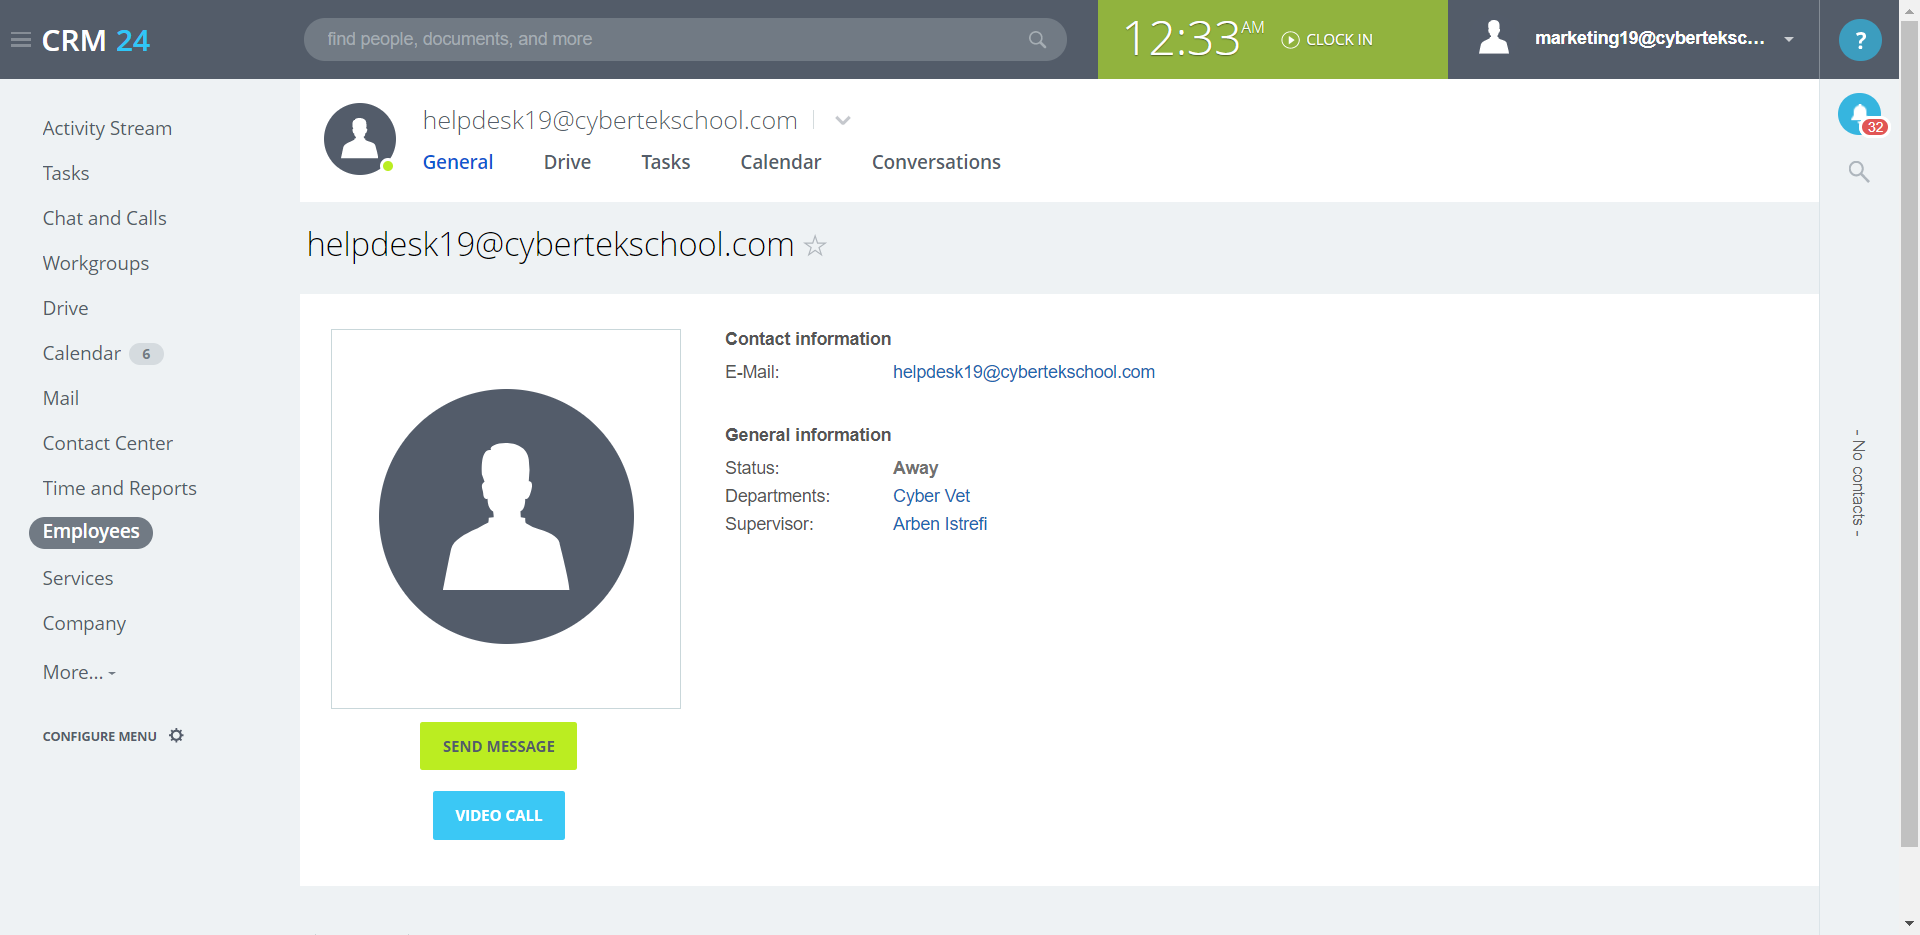 CRM 24
find people, documents, and more
12:33 AM
CLOCK IN
marketing19@cyberteksc...
?
32
Activity Stream
Tasks
Chat and Calls
Workgroups
Drive
Calendar 6
Mail
Contact Center
Time and Reports
Employees
Services
Company
More...
CONFIGURE MENU
helpdesk19@cybertekschool.com
General Drive Tasks Calendar Conversations
helpdesk19@cybertekschool.com
Contact information
E-Mail: helpdesk19@cybertekschool.com
General information
Status: Away
Departments: Cyber Vet
Supervisor: Arben Istrefi
SEND MESSAGE
VIDEO CALL
- No contacts -